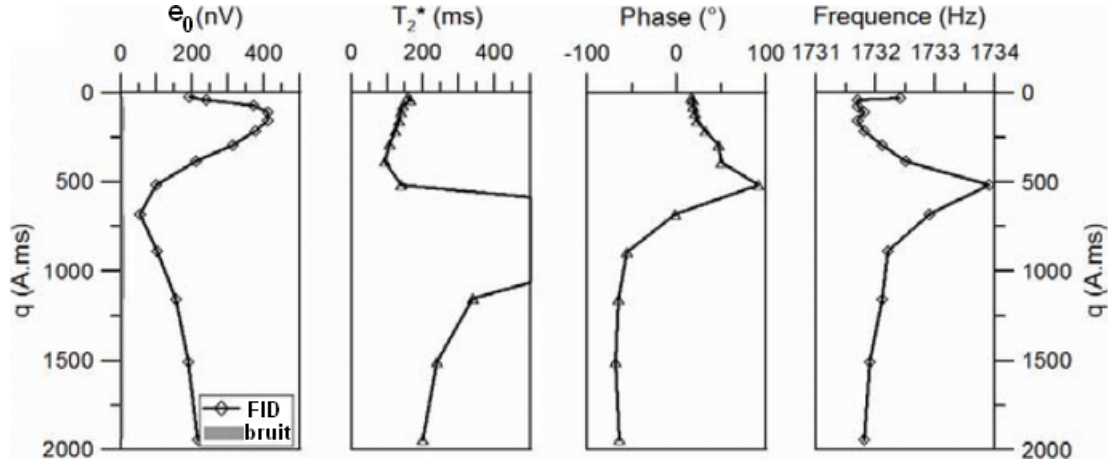 e₀(nV) T₂* (ms) Phase (°) Frequence (Hz)
0 200 400 0 200 400 -100 0 100 1731 1732 1733 1734
0 0
500 500
q (A.ms) 1000 1000 q (A.ms)
1500 1500
FID
bruit
2000 2000